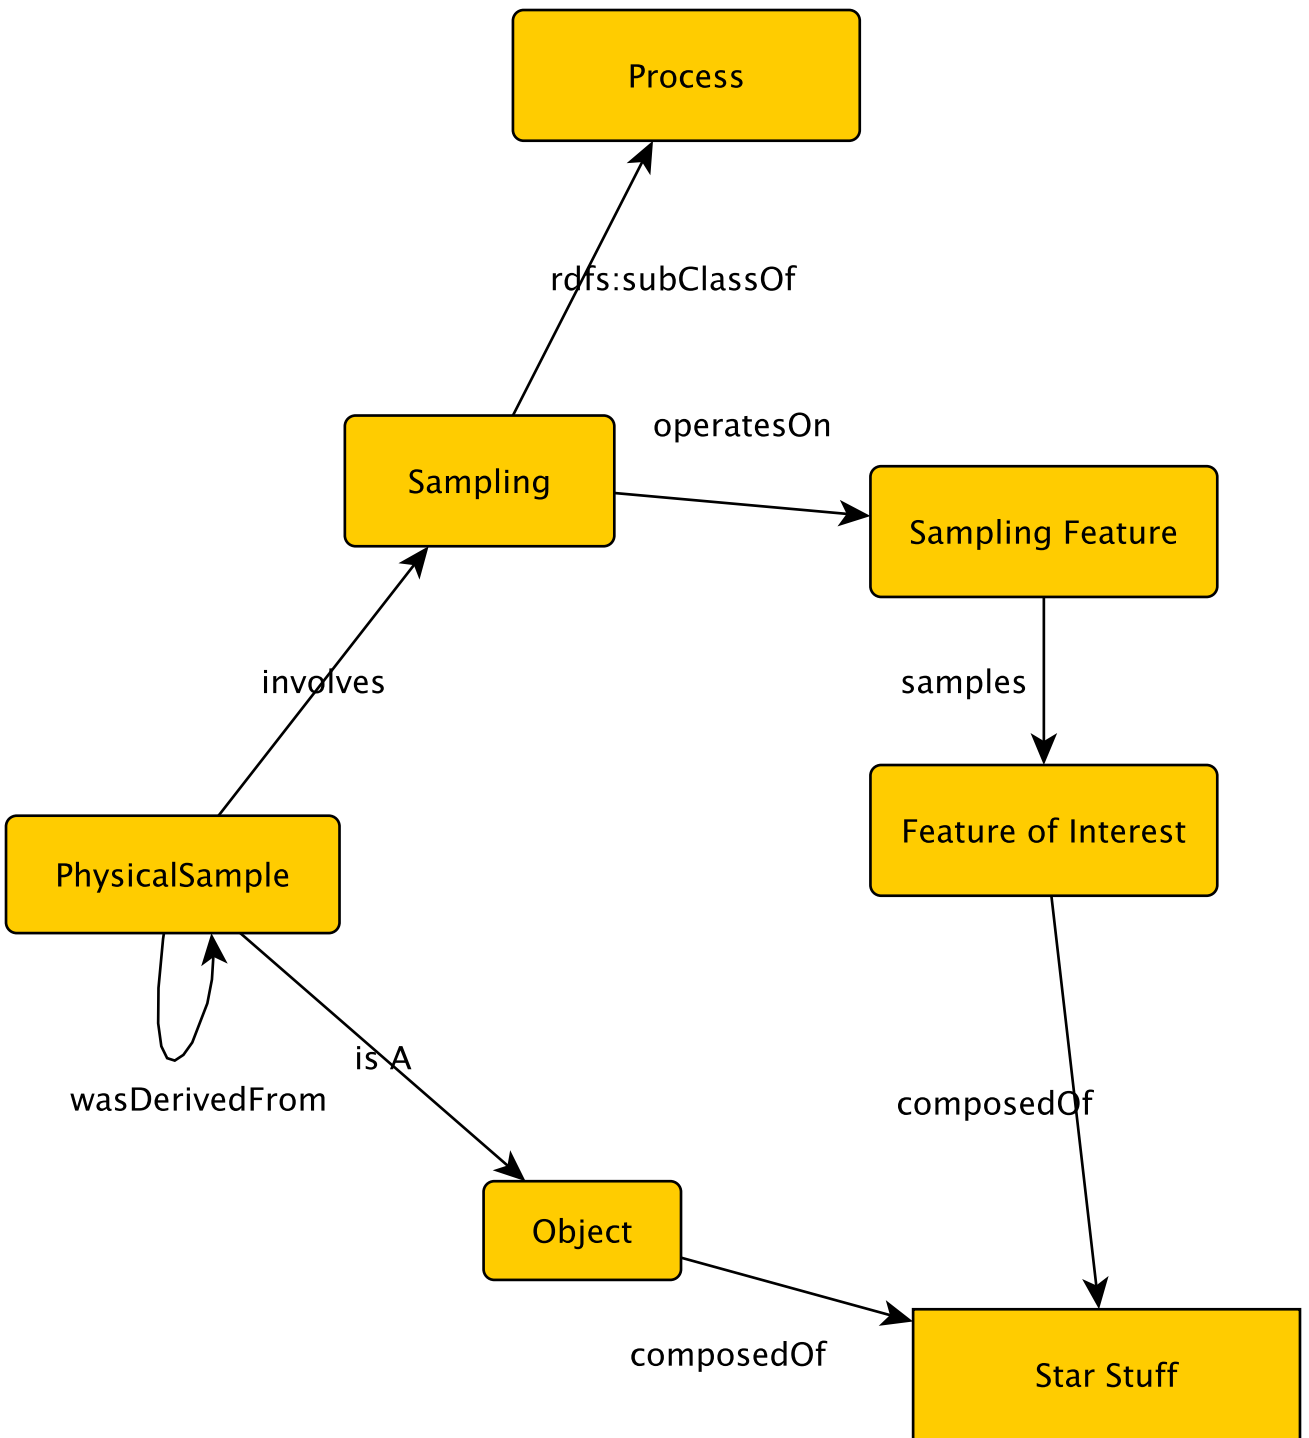 Process
rdfs:subClassOf
operatesOn
Sampling
Sampling Feature
involves
samples
Feature of Interest
PhysicalSample
is A
wasDerivedFrom
composedOf
Object
composedOf
Star Stuff